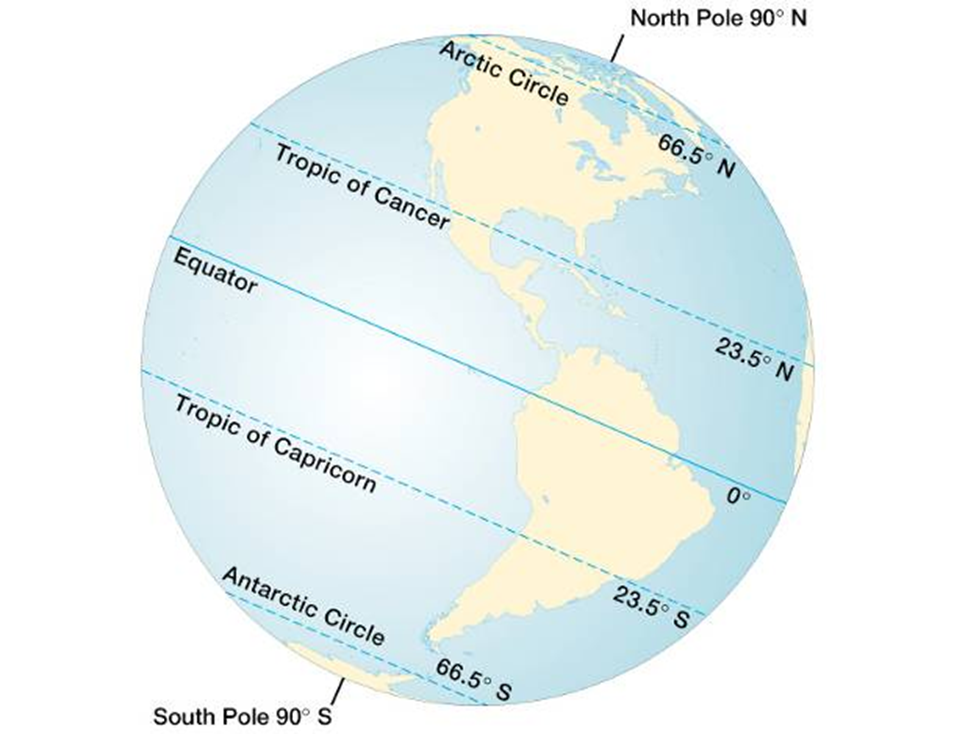 North Pole 90° N
Arctic Circle
66.5° N
Tropic of Cancer
23.5° N
Equator
0°
Tropic of Capricorn
23.5° S
Antarctic Circle
66.5° S
South Pole 90° S